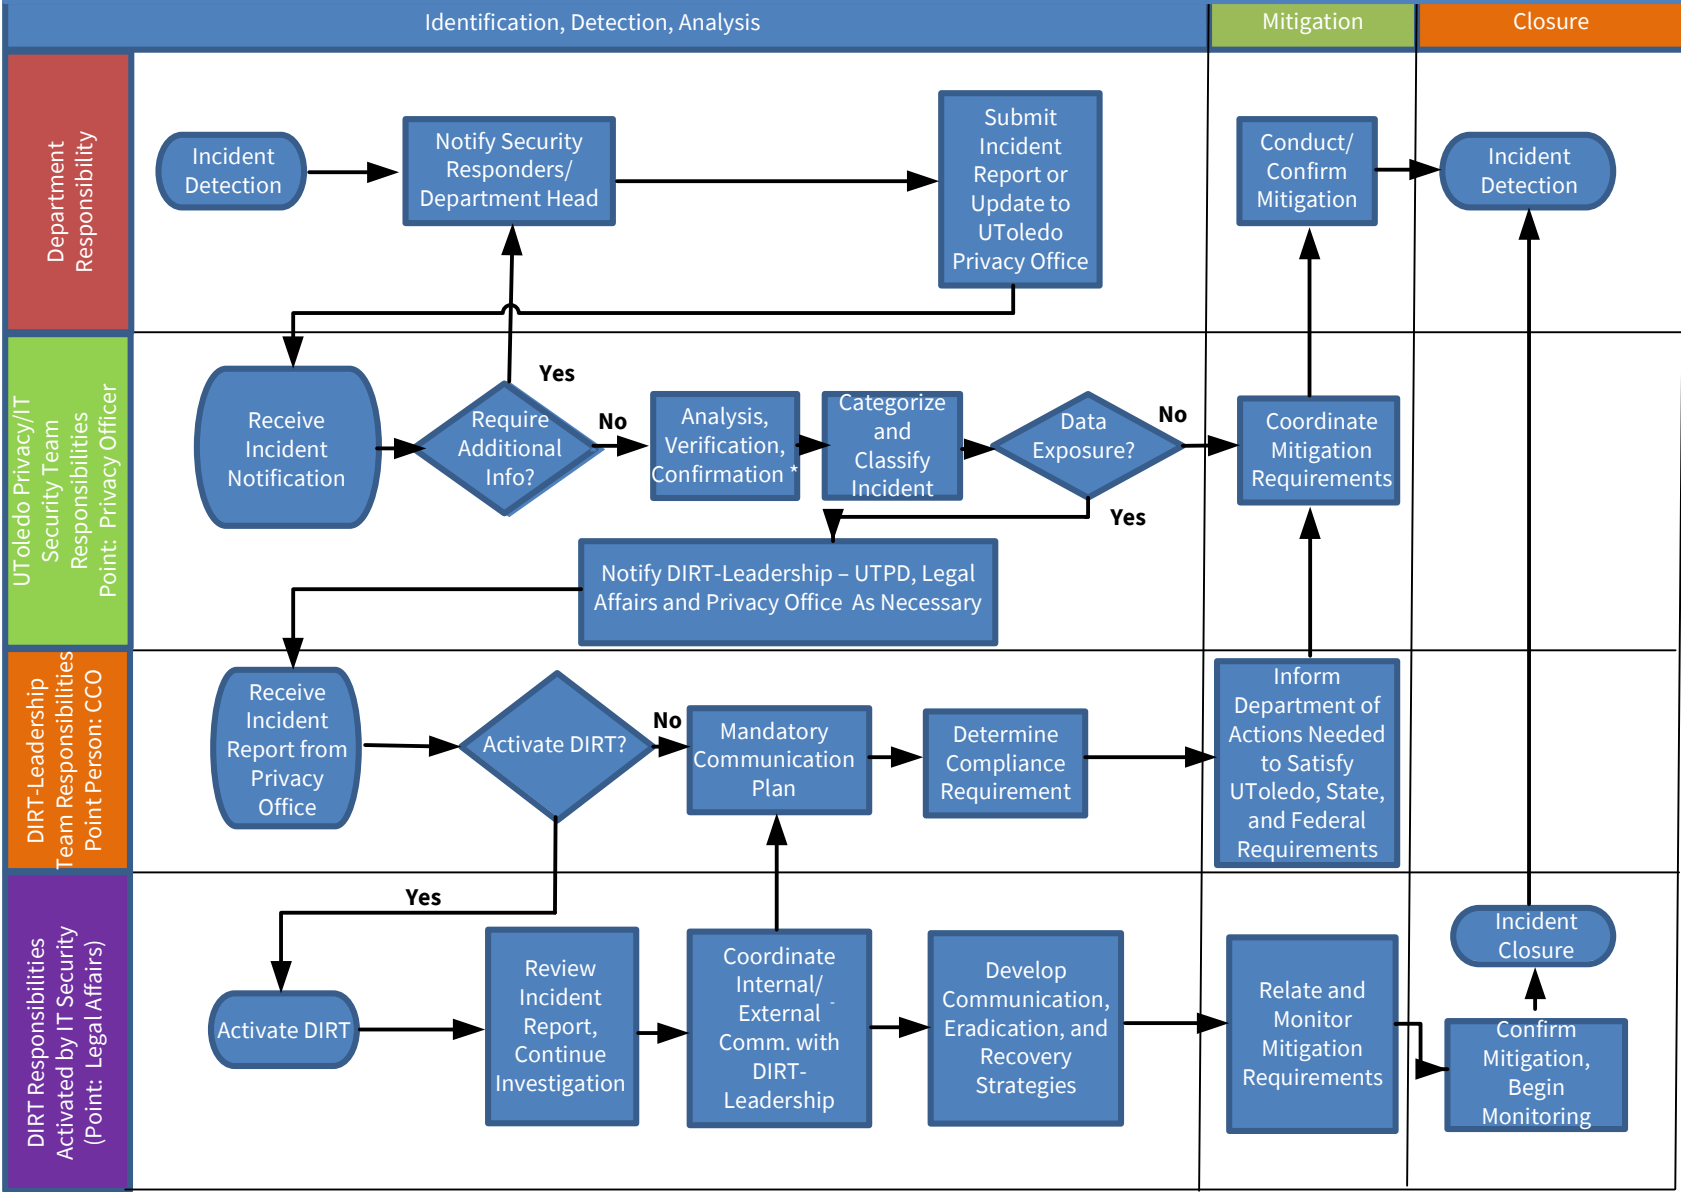 Identification, Detection, Analysis
Mitigation
Closure
Department
Responsibility
Incident
Detection
Notify Security
Responders/
Department Head
Submit
Incident
Report or
Update to
UToledo
Privacy Office
Conduct/
Confirm
Mitigation
Incident
Detection
UToledo Privacy/IT
Security Team
Responsibilities
Point: Privacy Officer
Receive
Incident
Notification
Require
Additional
Info?
Yes
No
Analysis,
Verification,
Confirmation *
Categorize
and
Classify
Incident
Data
Exposure?
No
Yes
Coordinate
Mitigation
Requirements
Notify DIRT-Leadership – UTPD, Legal
Affairs and Privacy Office As Necessary
DIRT-Leadership
Team Responsibilities
Point Person: CCO
Receive
Incident
Report from
Privacy
Office
Activate DIRT?
No
Yes
Mandatory
Communication
Plan
Determine
Compliance
Requirement
Inform
Department of
Actions Needed
to Satisfy
UToledo, State,
and Federal
Requirements
DIRT Responsibilities
Activated by IT Security
(Point: Legal Affairs)
Activate DIRT
Review
Incident
Report,
Continue
Investigation
Coordinate
Internal/
External -
Comm. with
DIRT-
Leadership
Develop
Communication,
Eradication, and
Recovery
Strategies
Relate and
Monitor
Mitigation
Requirements
Incident
Closure
Confirm
Mitigation,
Begin
Monitoring